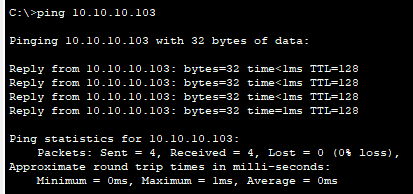 C:\>ping 10.10.10.103
Pinging 10.10.10.103 with 32 bytes of data:
Reply from 10.10.10.103: bytes=32 time<1ms TTL=128
Reply from 10.10.10.103: bytes=32 time<1ms TTL=128
Reply from 10.10.10.103: bytes=32 time<1ms TTL=128
Reply from 10.10.10.103: bytes=32 time=1ms TTL=128
Ping statistics for 10.10.10.103:
    Packets: Sent = 4, Received = 4, Lost = 0 (0% loss),
Approximate round trip times in milli-seconds:
    Minimum = 0ms, Maximum = 1ms, Average = 0ms